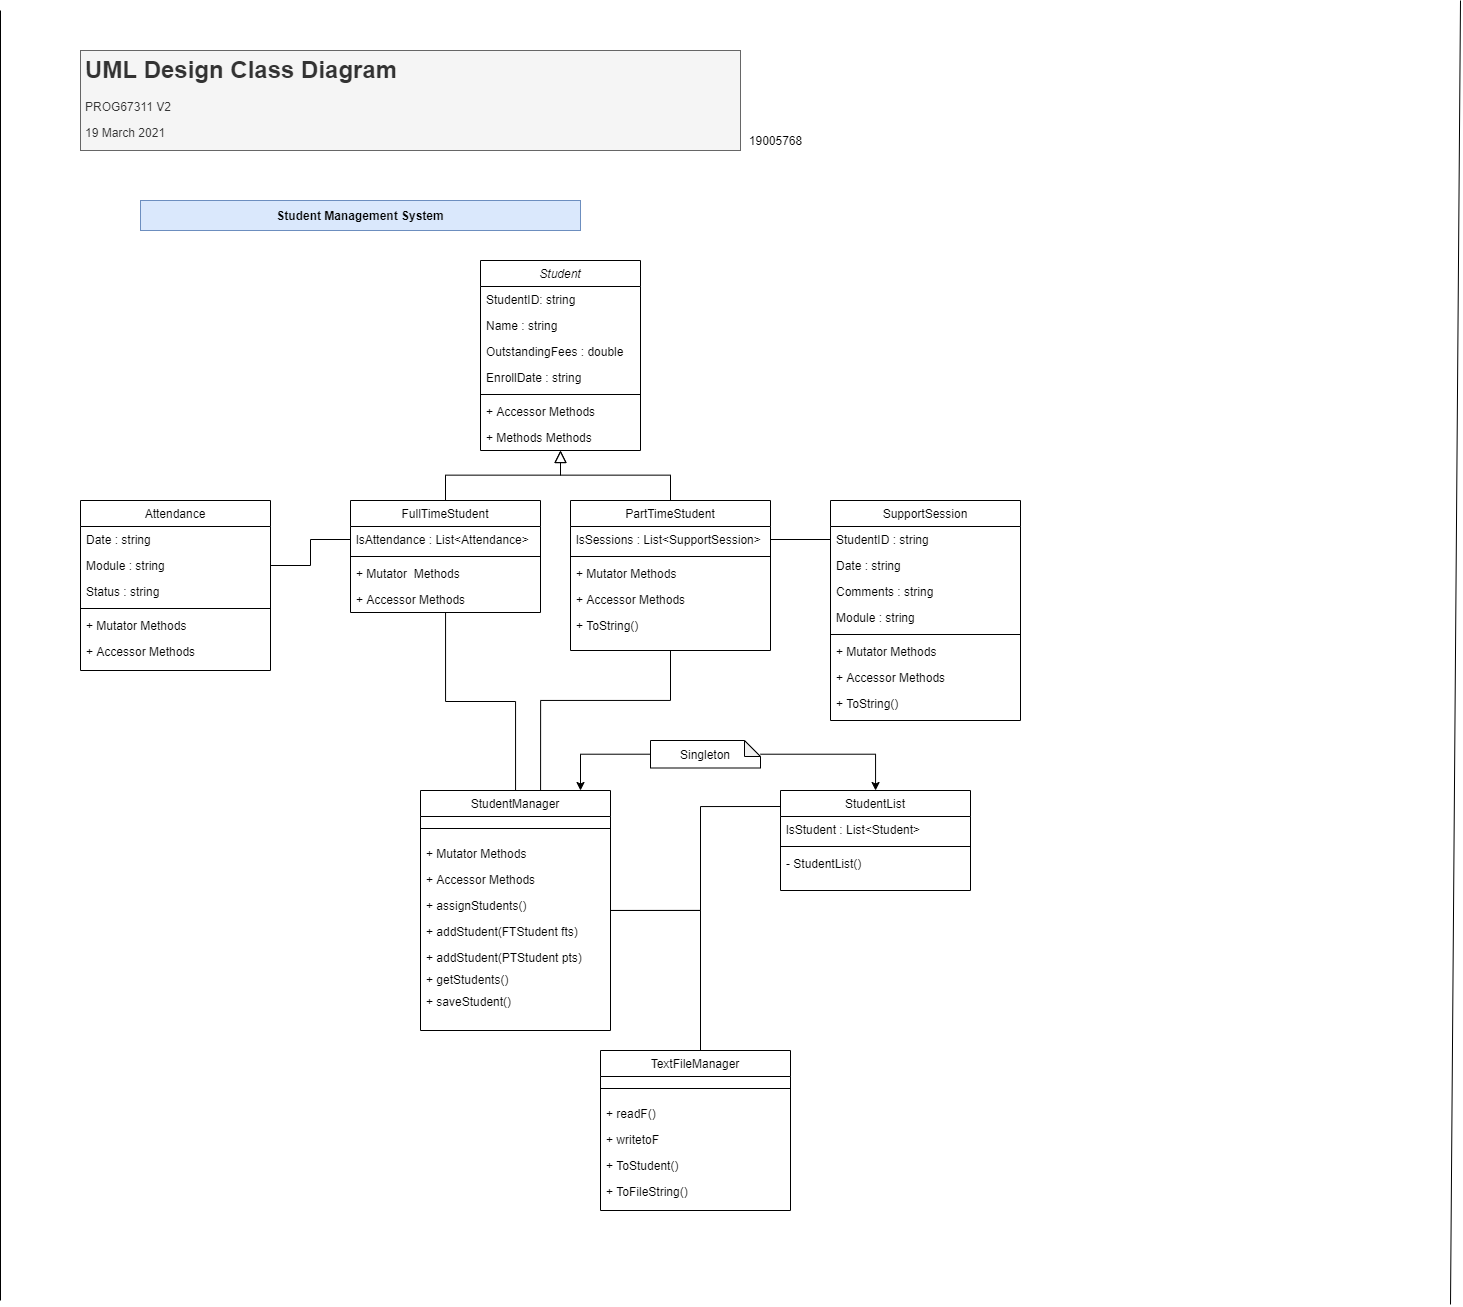 UML Design Class Diagram
PROG67311 V2
19 March 2021
19005768
Student Management System
Student
StudentID: string
Name : string
OutstandingFees : double
EnrollDate : string
+ Accessor Methods
+ Methods Methods
Attendance
Date : string
Module : string
Status : string
+ Mutator Methods
+ Accessor Methods
FullTimeStudent
lsAttendance : List<Attendance>
+ Mutator  Methods
+ Accessor Methods
PartTimeStudent
lsSessions : List<SupportSession>
+ Mutator Methods
+ Accessor Methods
+ ToString()
SupportSession
StudentID : string
Date : string
Comments : string
Module : string
+ Mutator Methods
+ Accessor Methods
+ ToString()
Singleton
StudentManager
+ Mutator Methods
+ Accessor Methods
+ assignStudents()
+ addStudent(FTStudent fts)
+ addStudent(PTStudent pts)
+ getStudents()
+ saveStudent()
StudentList
lsStudent : List<Student>
- StudentList()
TextFileManager
+ readF()
+ writetoF
+ ToStudent()
+ ToFileString()